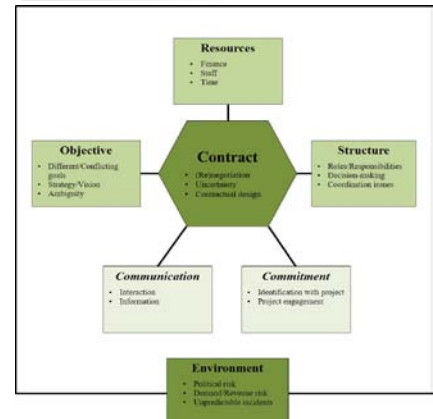 Resources
• Finance
• Staff
• Time
Objective
• Different/Conflicting
goals
• Strategy/Vision
• Ambiguity
Contract
• (Re)negotiation
• Uncertainty
• Contractual design
Structure
• Roles/Responsibilities
• Decision-making
• Coordination issues
Communication
• Interaction
• Information
Commitment
• Identification with project
• Project engagement
Environment
• Political risk
• Demand/Revenue risk
• Unpredictable incidents